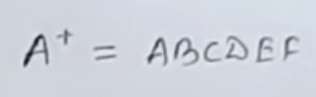 A⁺ = ABCDEF